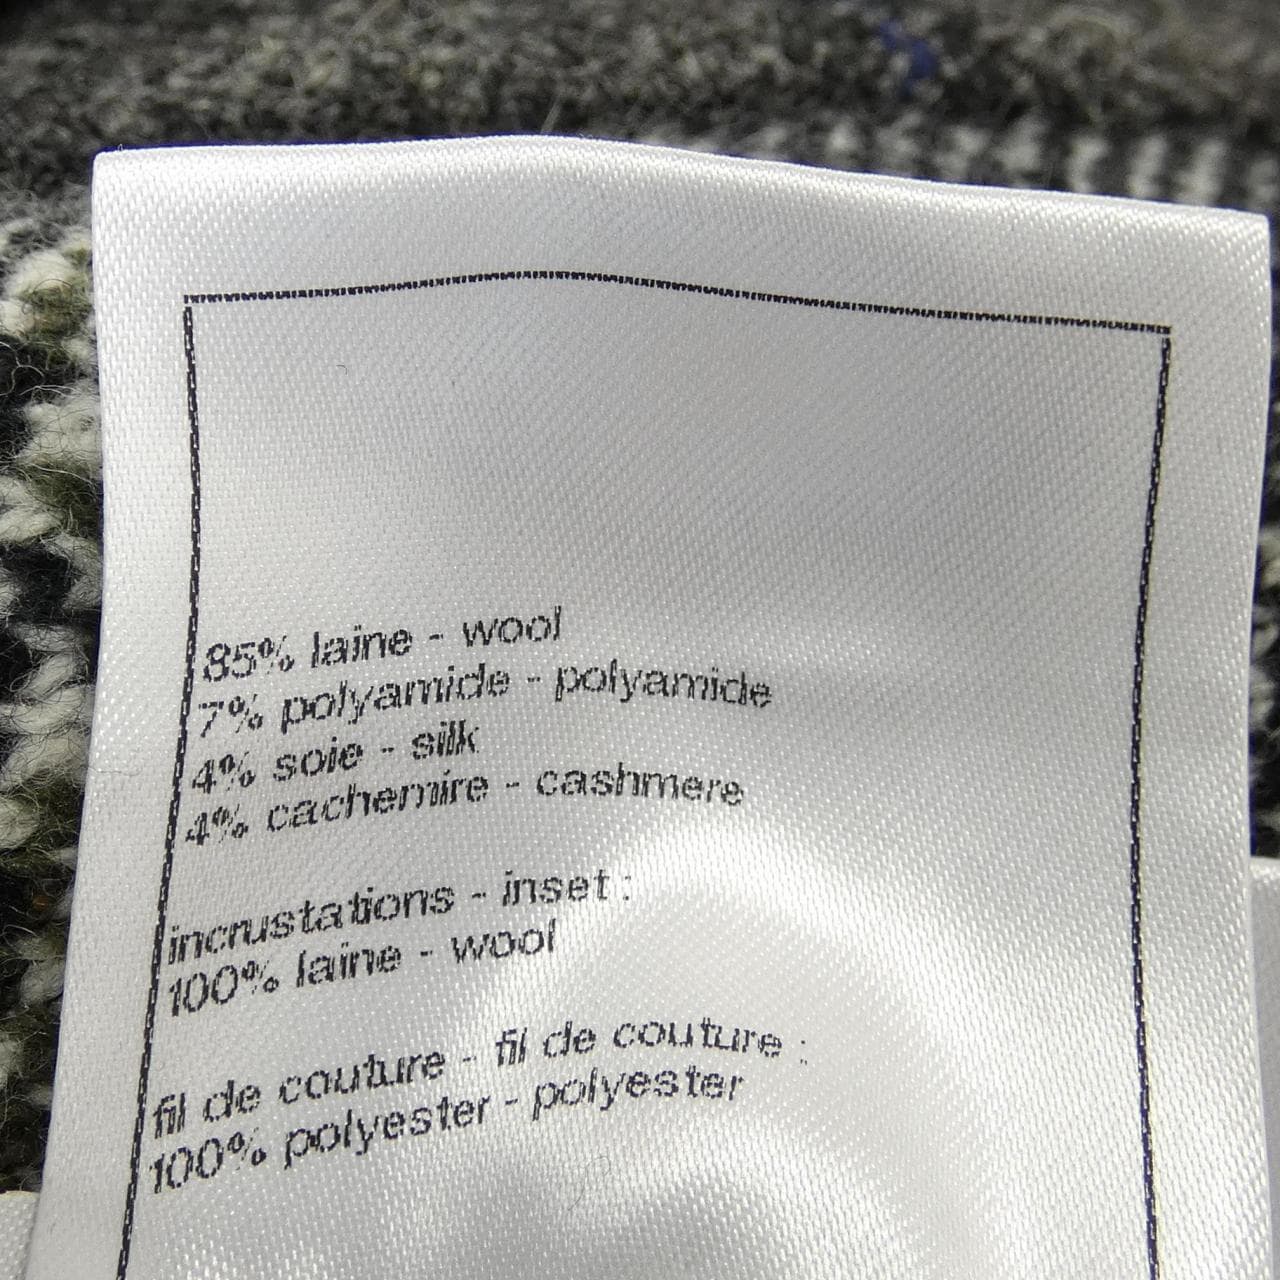 85% laine - wool
7% polyamide - polyamide
4% soie - silk
4% cachemire - cashmere
incrustations - inset :
100% laine - wool
fil de couture - fil de couture :
100% polyester - polyester